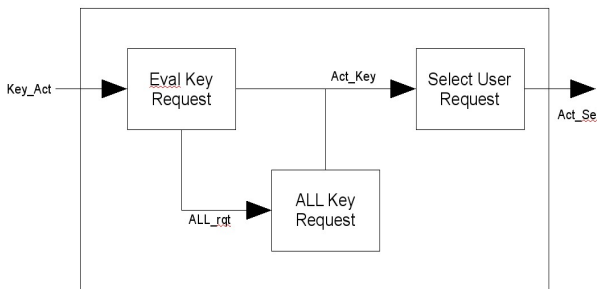 Key_Act
Eval Key
Request
Act_Key
Select User
Request
Act_Se
ALL_rqt
ALL Key
Request